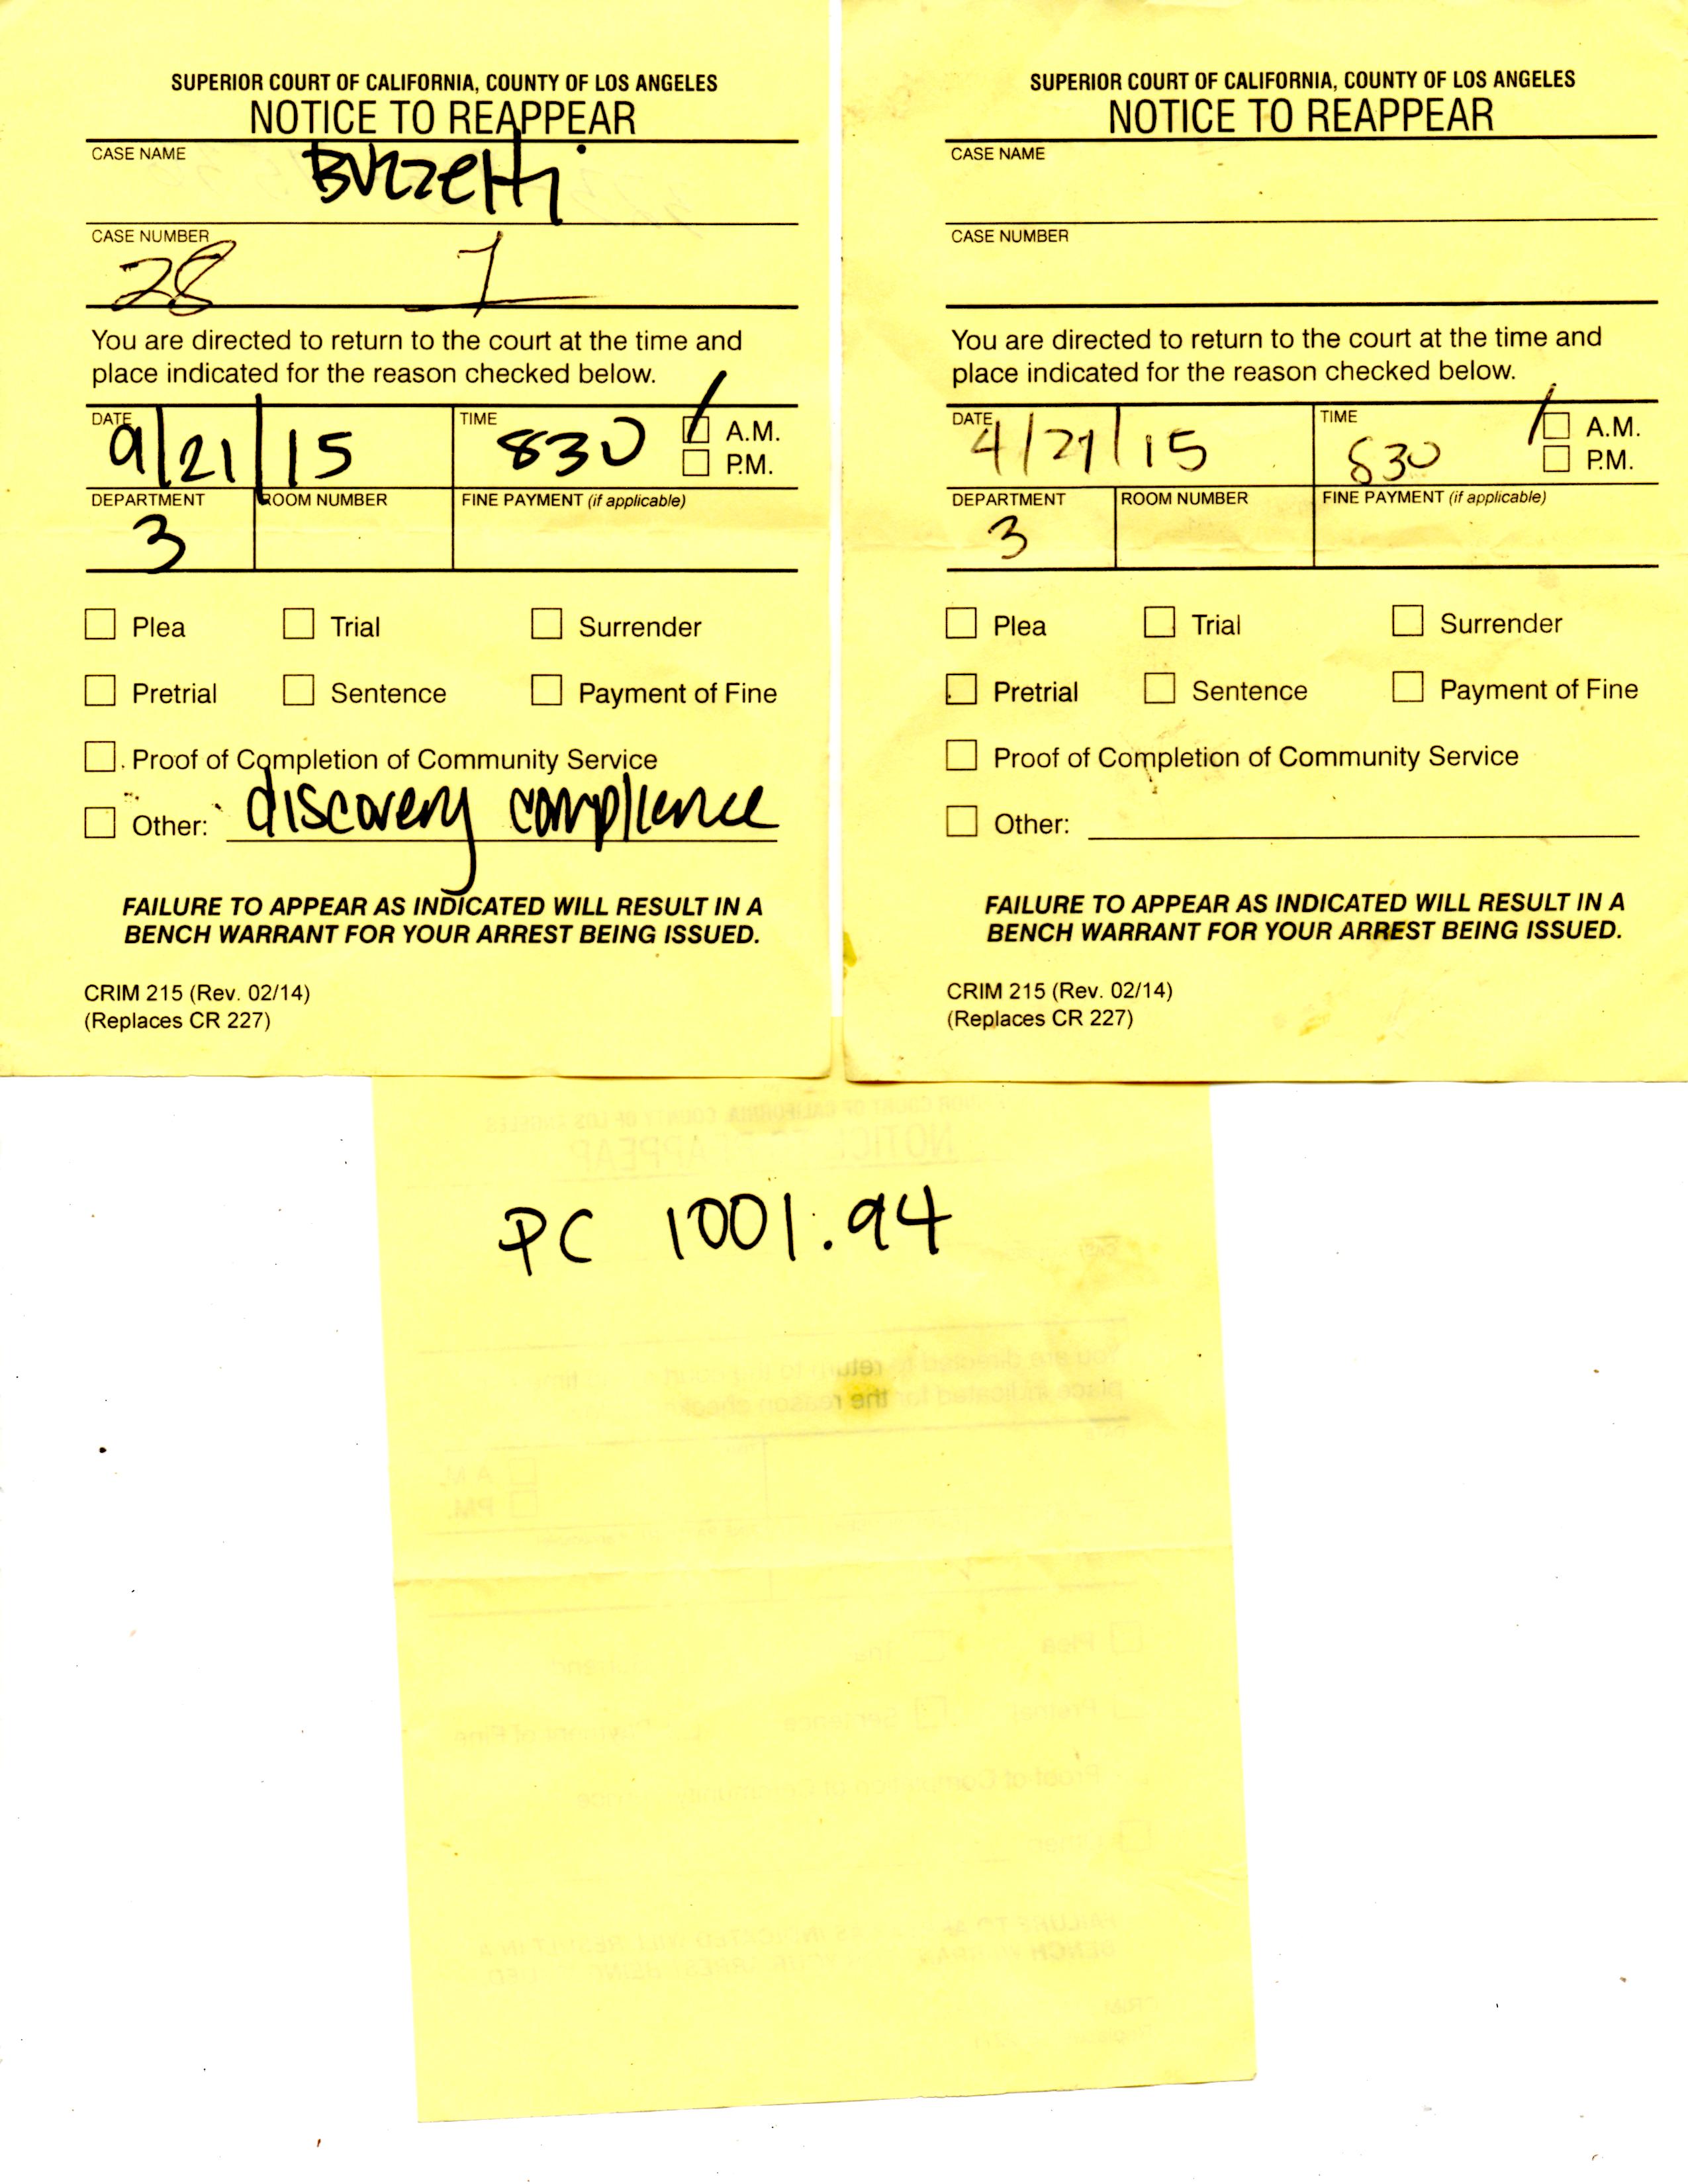 SUPERIOR COURT OF CALIFORNIA, COUNTY OF LOS ANGELES
NOTICE TO REAPPEAR
CASE NAME
Buzzetti
CASE NUMBER
28 1
You are directed to return to the court at the time and
place indicated for the reason checked below.
DATE 9/21/15 TIME 830 A.M.
P.M.
DEPARTMENT ROOM NUMBER FINE PAYMENT (if applicable)
3
Plea Trial Surrender
Pretrial Sentence Payment of Fine
Proof of Completion of Community Service
Other: discovery complience
FAILURE TO APPEAR AS INDICATED WILL RESULT IN A
BENCH WARRANT FOR YOUR ARREST BEING ISSUED.
CRIM 215 (Rev. 02/14)
(Replaces CR 227)
SUPERIOR COURT OF CALIFORNIA, COUNTY OF LOS ANGELES
NOTICE TO REAPPEAR
CASE NAME
CASE NUMBER
You are directed to return to the court at the time and
place indicated for the reason checked below.
DATE 4/21/15 TIME 830 A.M.
P.M.
DEPARTMENT ROOM NUMBER FINE PAYMENT (if applicable)
3
Plea Trial Surrender
Pretrial Sentence Payment of Fine
Proof of Completion of Community Service
Other:
FAILURE TO APPEAR AS INDICATED WILL RESULT IN A
BENCH WARRANT FOR YOUR ARREST BEING ISSUED.
CRIM 215 (Rev. 02/14)
(Replaces CR 227)
PC 1001.94